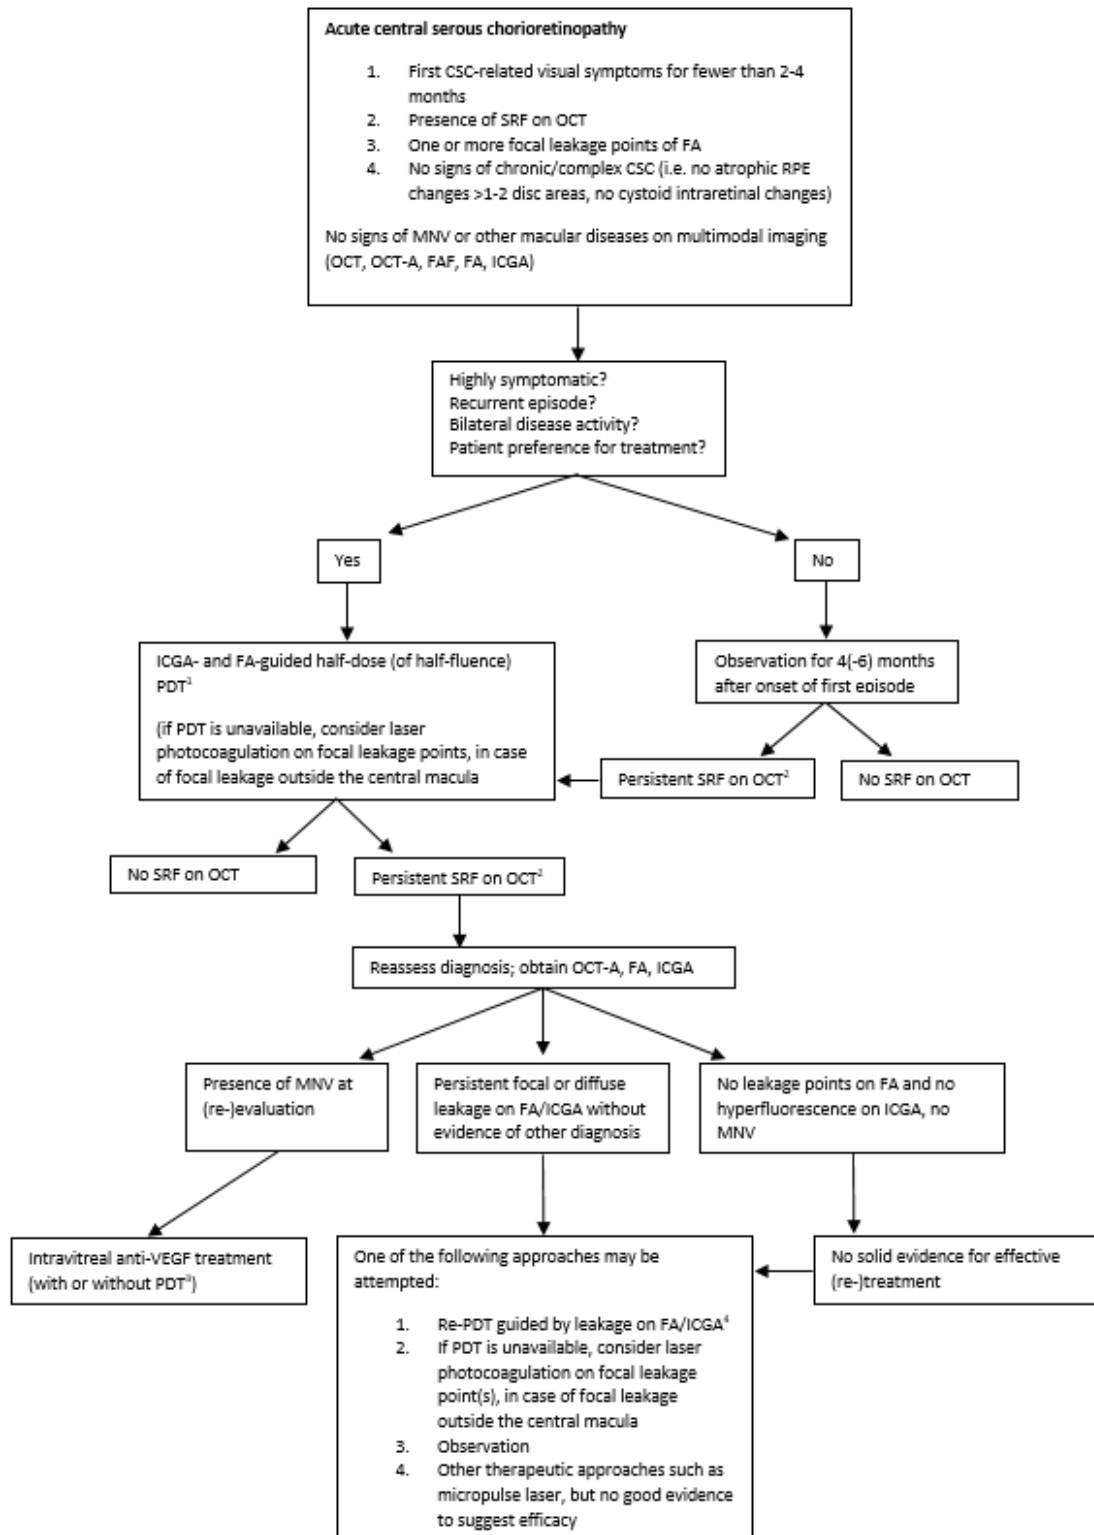 Acute central serous chorioretinopathy
1. First CSC-related visual symptoms for fewer than 2-4
months
2. Presence of SRF on OCT
3. One or more focal leakage points of FA
4. No signs of chronic/complex CSC (i.e. no atrophic RPE
changes >1-2 disc areas, no cystoid intraretinal changes)
No signs of MNV or other macular diseases on multimodal imaging
(OCT, OCT-A, FAF, FA, ICGA)
Highly symptomatic?
Recurrent episode?
Bilateral disease activity?
Patient preference for treatment?
Yes
No
ICGA- and FA-guided half-dose (of half-fluence)
PDT¹
(if PDT is unavailable, consider laser
photocoagulation on focal leakage points, in case
of focal leakage outside the central macula
Observation for 4(-6) months
after onset of first episode
Persistent SRF on OCT²
No SRF on OCT
No SRF on OCT
Persistent SRF on OCT²
Reassess diagnosis; obtain OCT-A, FA, ICGA
Presence of MNV at
(re-)evaluation
Persistent focal or diffuse
leakage on FA/ICGA without
evidence of other diagnosis
No leakage points on FA and no
hyperfluorescence on ICGA, no
MNV
Intravitreal anti-VEGF treatment
(with or without PDT³)
One of the following approaches may be
attempted:
1. Re-PDT guided by leakage on FA/ICGA⁴
2. If PDT is unavailable, consider laser
photocoagulation on focal leakage
point(s), in case of focal leakage
outside the central macula
3. Observation
4. Other therapeutic approaches such as
micropulse laser, but no good evidence
to suggest efficacy
No solid evidence for effective
(re-)treatment